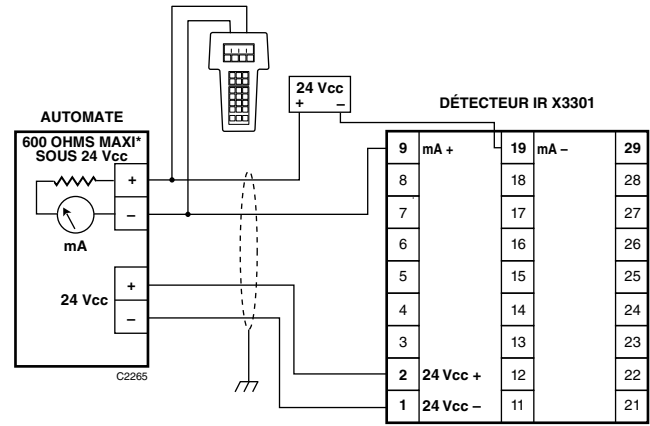 24 Vcc
+ –
DÉTECTEUR IR X3301
AUTOMATE
600 OHMS MAXI*
SOUS 24 Vcc
+
–
mA
24 Vcc
+
–
C2265
9 mA + 19 mA – 29
8 18 28
7 17 27
6 16 26
5 15 25
4 14 24
3 13 23
2 24 Vcc + 12 22
1 24 Vcc – 11 21